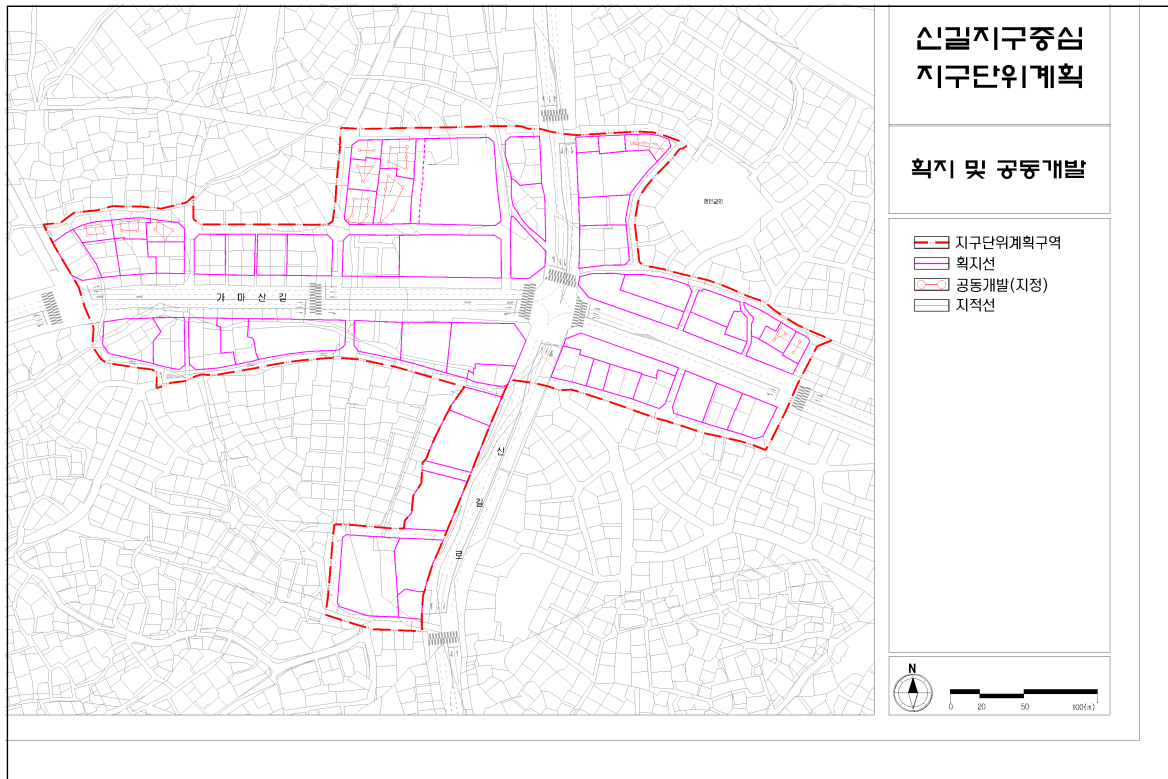 신길지구중심
지구단위계획
획지 및 공동개발
지구단위계획구역
획지선
공동개발(지정)
지적선
가 마 산 길
신
길
로
N
0 20 50 100(m)